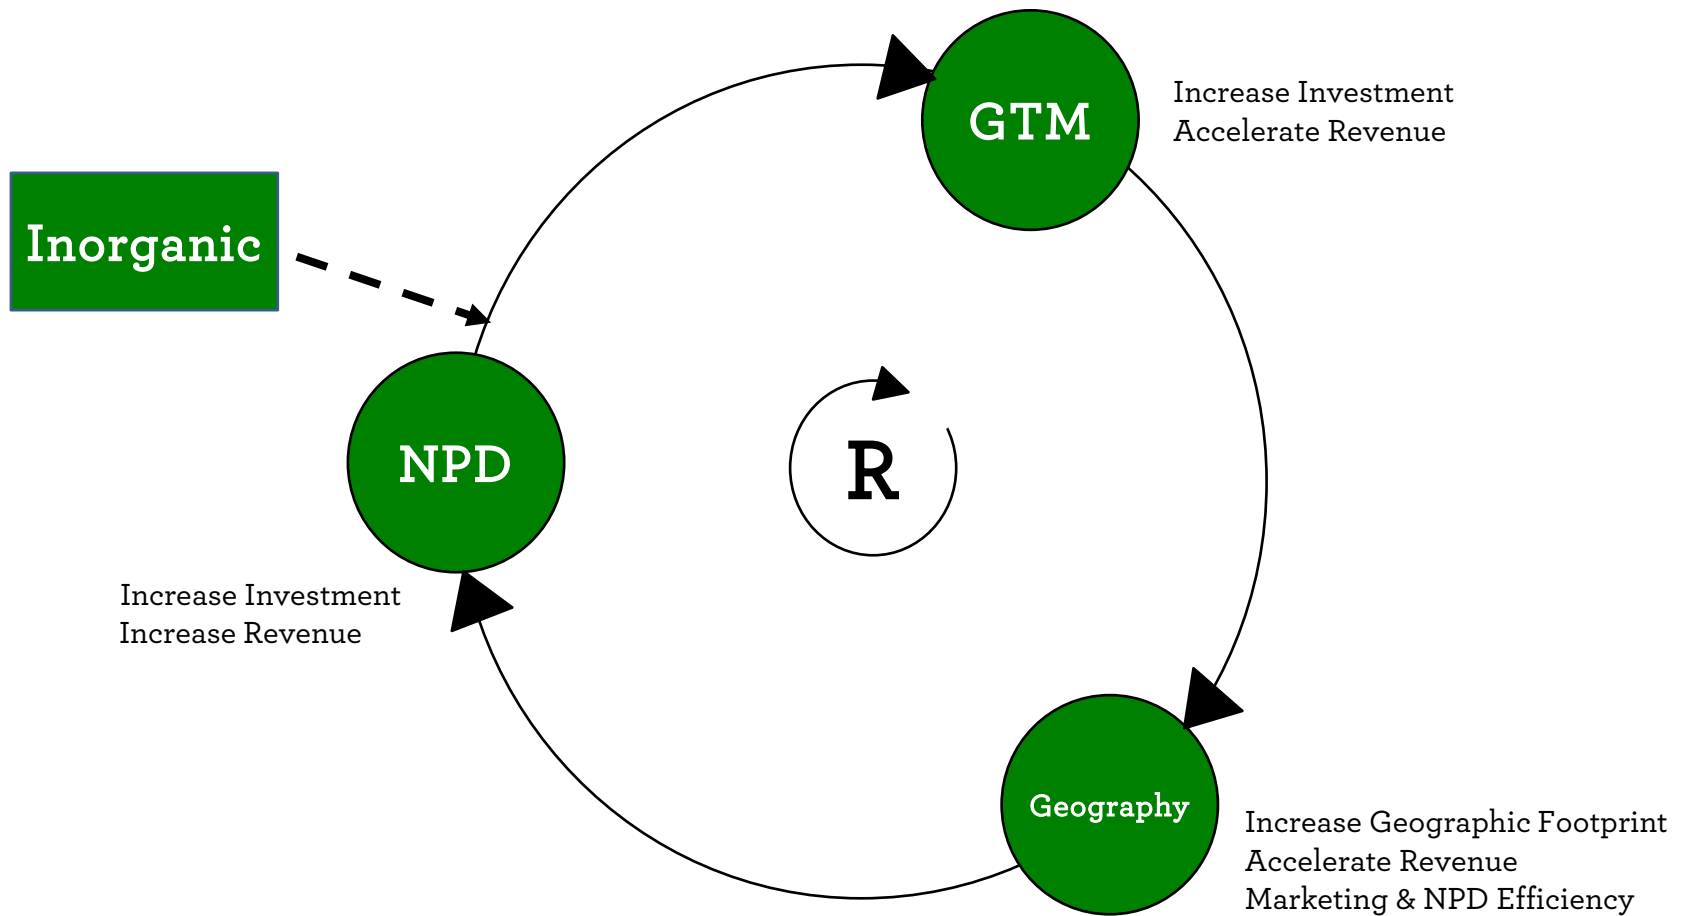 GTM
Increase Investment
Accelerate Revenue
Inorganic
NPD
R
Increase Investment
Increase Revenue
Geography
Increase Geographic Footprint
Accelerate Revenue
Marketing & NPD Efficiency